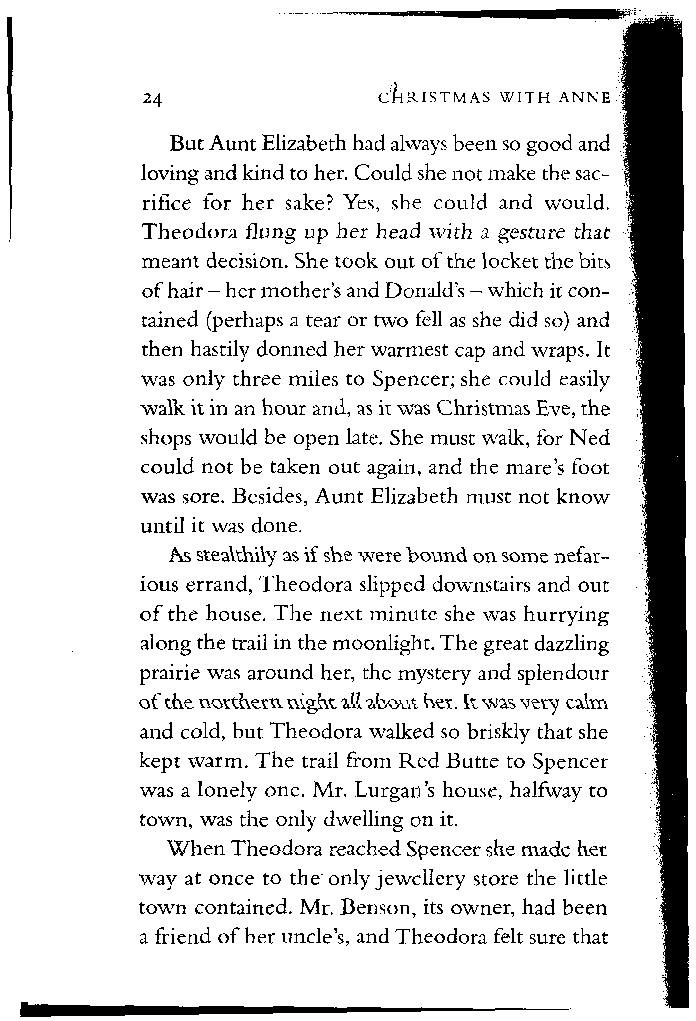 24 CHRISTMAS WITH ANNE
But Aunt Elizabeth had always been so good and
loving and kind to her. Could she not make the sac-
rifice for her sake? Yes, she could and would.
Theodora flung up her head with a gesture that
meant decision. She took out of the locket the bits
of hair – her mother's and Donald's – which it con-
tained (perhaps a tear or two fell as she did so) and
then hastily donned her warmest cap and wraps. It
was only three miles to Spencer; she could easily
walk it in an hour and, as it was Christmas Eve, the
shops would be open late. She must walk, for Ned
could not be taken out again, and the mare's foot
was sore. Besides, Aunt Elizabeth must not know
until it was done.
As stealthily as if she were bound on some nefar-
ious errand, Theodora slipped downstairs and out
of the house. The next minute she was hurrying
along the trail in the moonlight. The great dazzling
prairie was around her, the mystery and splendour
of the northern night all about her. It was very calm
and cold, but Theodora walked so briskly that she
kept warm. The trail from Red Butte to Spencer
was a lonely one. Mr. Lurgan's house, halfway to
town, was the only dwelling on it.
When Theodora reached Spencer she made her
way at once to the only jewellery store the little
town contained. Mr. Benson, its owner, had been
a friend of her uncle's, and Theodora felt sure that